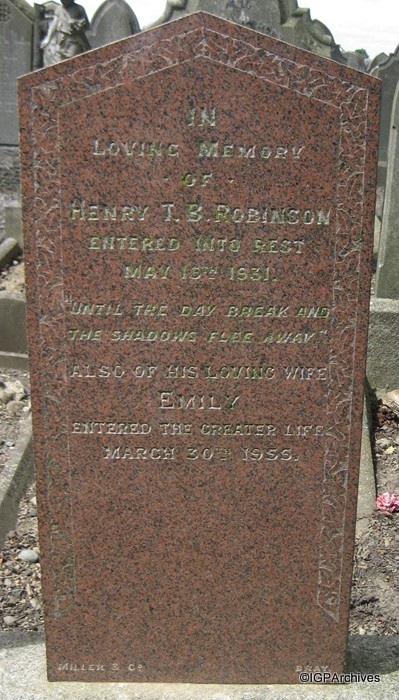 IN
LOVING MEMORY
· OF ·
HENRY T. B. ROBINSON
ENTERED INTO REST
MAY 19TH 1931.
"UNTIL THE DAY BREAK AND
THE SHADOWS FLEE AWAY"
ALSO OF HIS LOVING WIFE
EMILY
ENTERED THE GREATER LIFE
MARCH 30TH 1955.
MILLER & Co. BRAY.
©IGPArchives